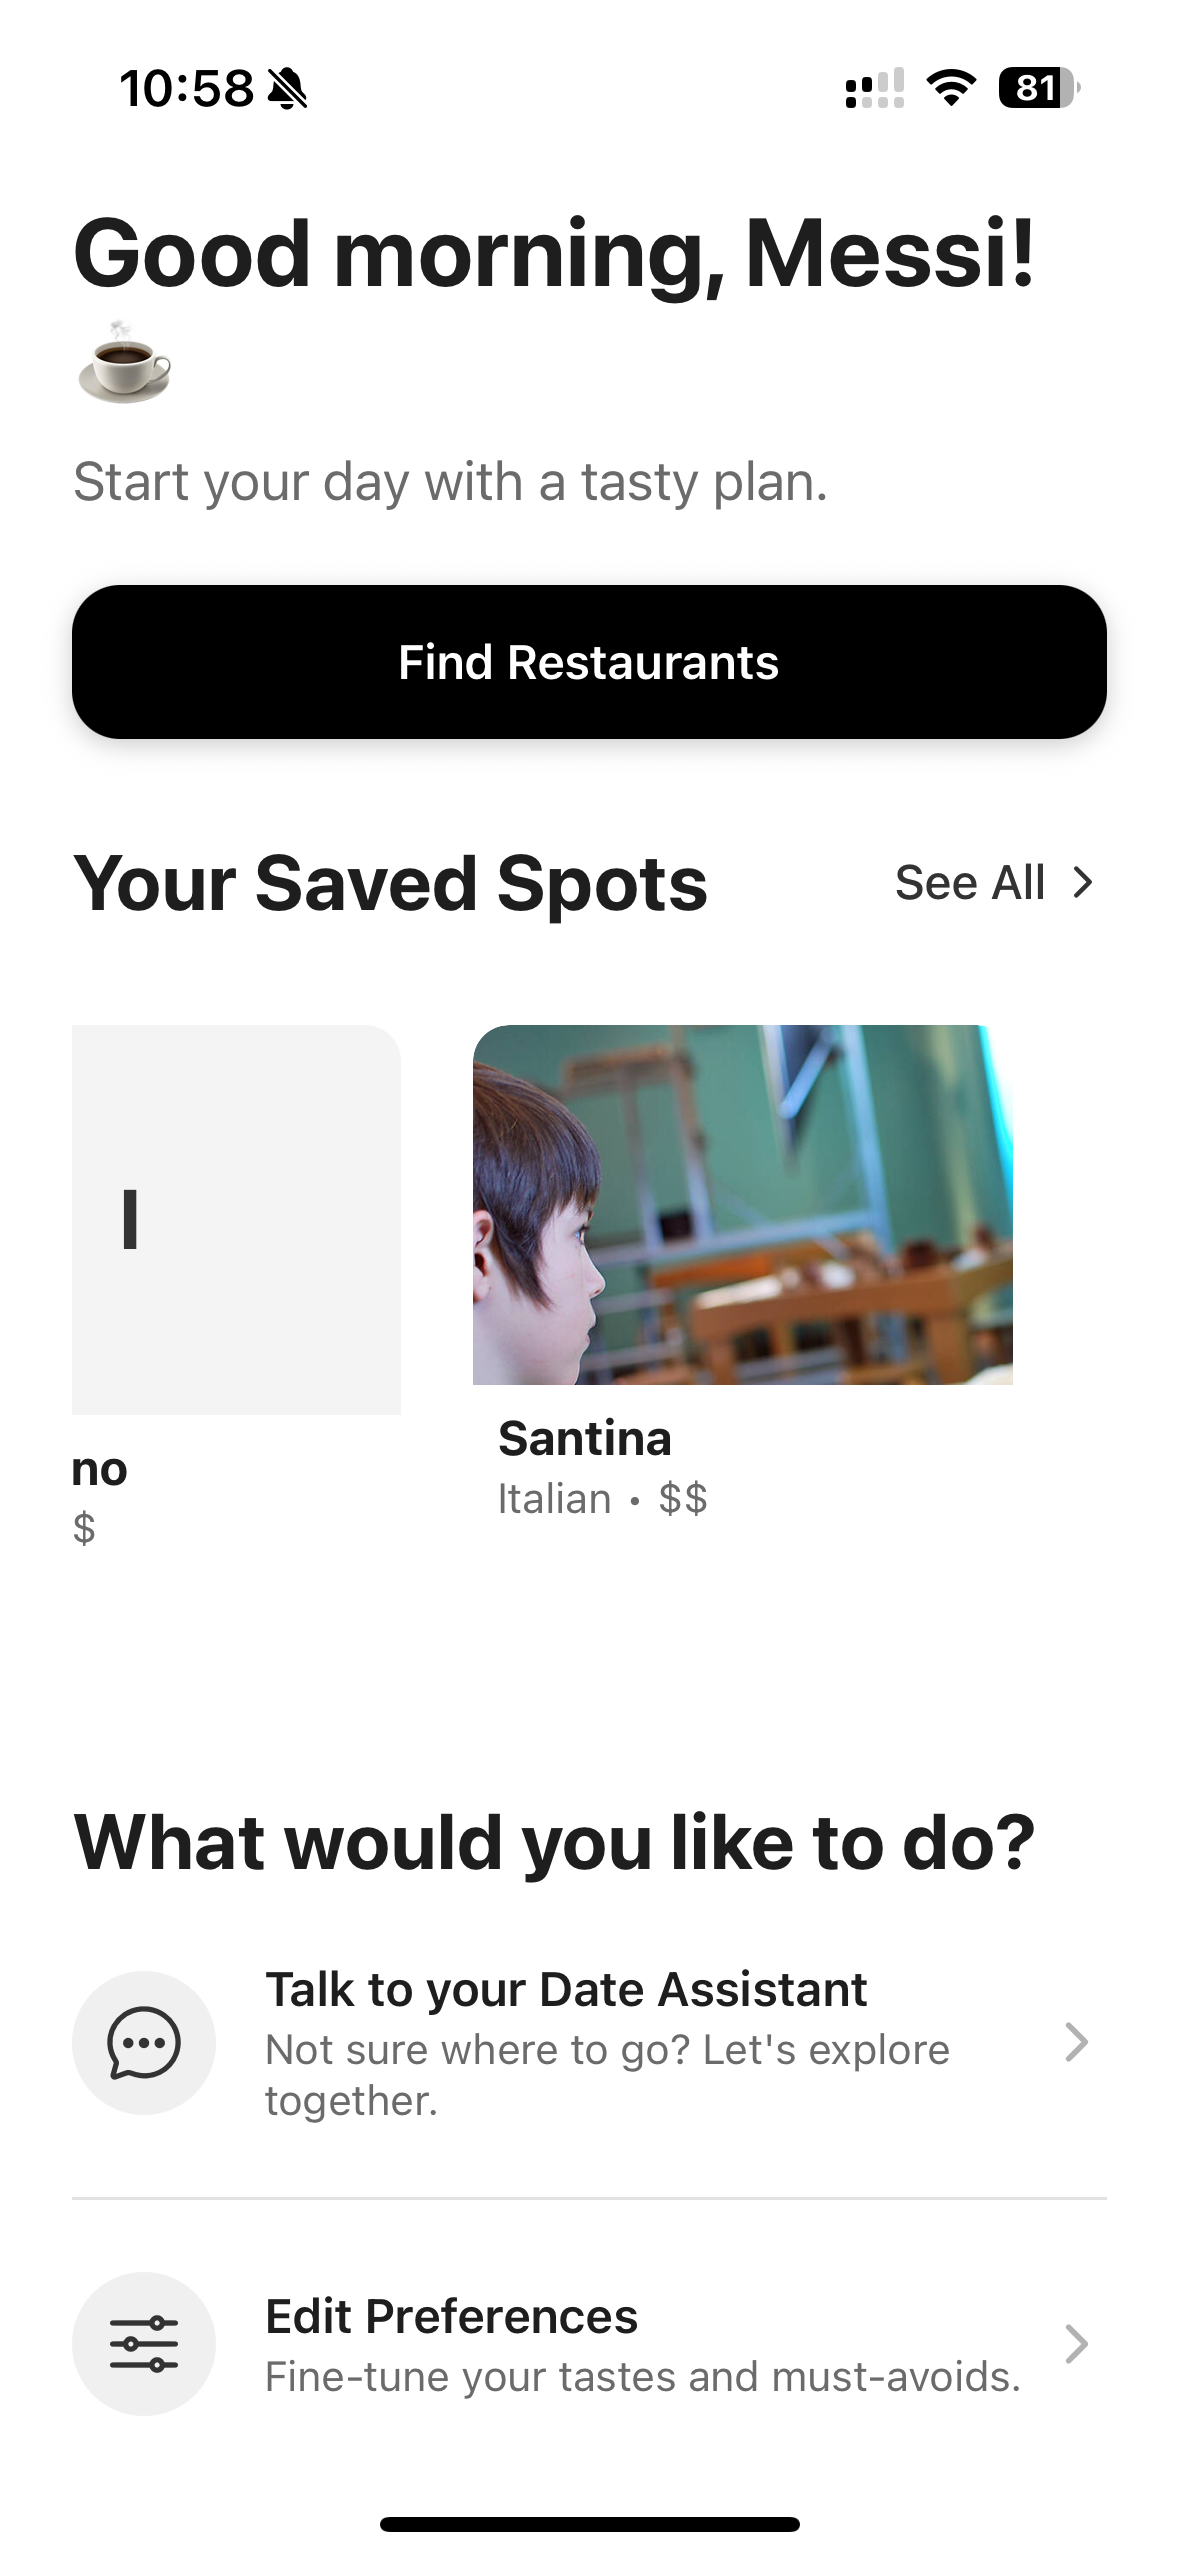 10:58
81
Good morning, Messi!
☕
Start your day with a tasty plan.
Find Restaurants
Your Saved Spots
See All
I
no
$
Santina
Italian • $$
What would you like to do?
Talk to your Date Assistant
Not sure where to go? Let's explore
together.
Edit Preferences
Fine-tune your tastes and must-avoids.